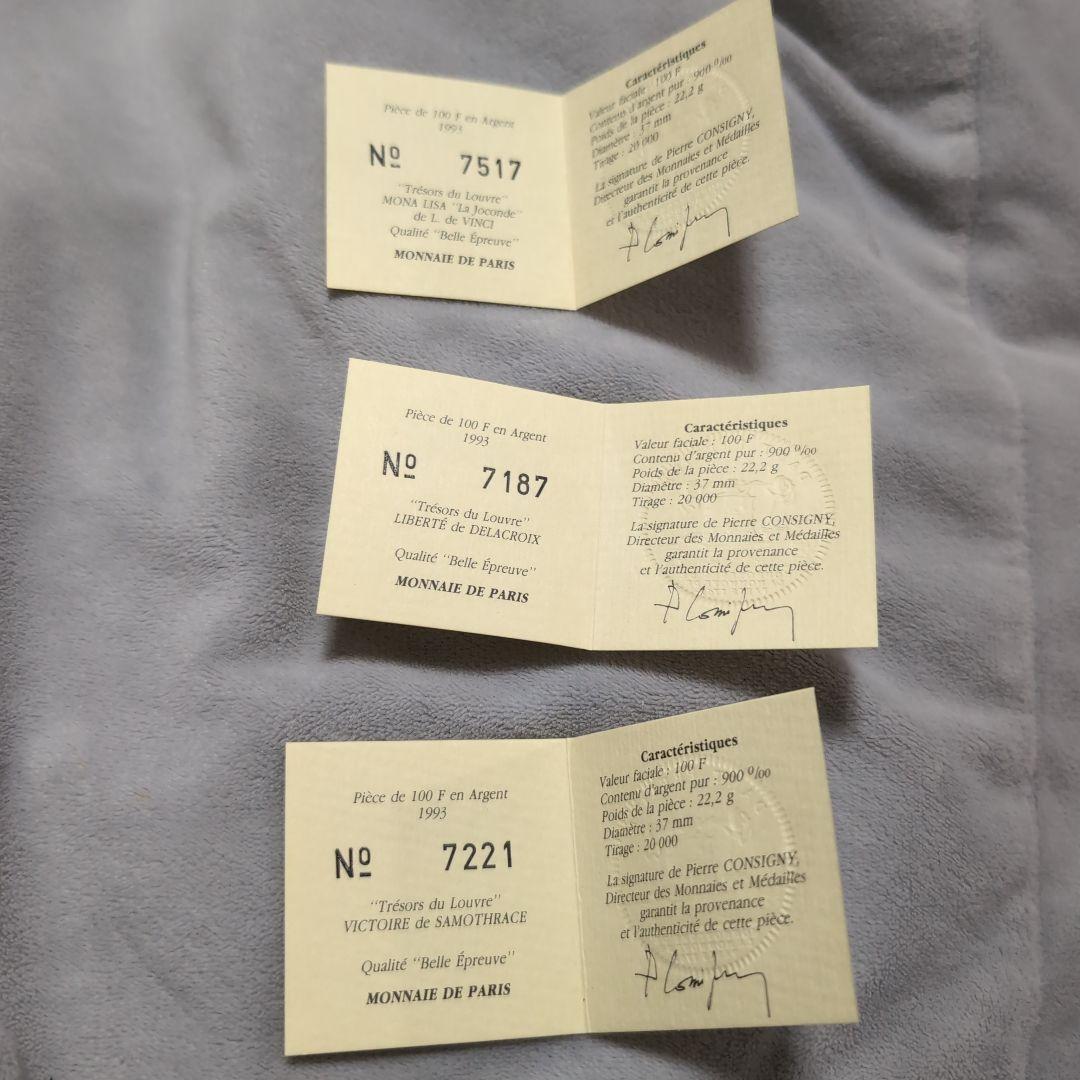 Pièce de 100 F en Argent
1993
Nº 7517
"Trésors du Louvre"
MONA LISA "La Joconde"
de L. de VINCI
Qualité "Belle Épreuve"
MONNAIE DE PARIS
Caractéristiques
Valeur faciale : 100 F
Contenu d'argent pur : 900 º/oo
Poids de la pièce : 22,2 g
Diamètre : 37 mm
Tirage : 20 000
La signature de Pierre CONSIGNY,
Directeur des Monnaies et Médailles
garantit la provenance
et l'authenticité de cette pièce.
Pièce de 100 F en Argent
1993
Nº 7187
"Trésors du Louvre"
LIBERTÉ de DELACROIX
Qualité "Belle Épreuve"
MONNAIE DE PARIS
Caractéristiques
Valeur faciale : 100 F
Contenu d'argent pur : 900 º/oo
Poids de la pièce : 22,2 g
Diamètre : 37 mm
Tirage : 20 000
La signature de Pierre CONSIGNY,
Directeur des Monnaies et Médailles
garantit la provenance
et l'authenticité de cette pièce.
Pièce de 100 F en Argent
1993
Nº 7221
"Trésors du Louvre"
VICTOIRE de SAMOTHRACE
Qualité "Belle Épreuve"
MONNAIE DE PARIS
Caractéristiques
Valeur faciale : 100 F
Contenu d'argent pur : 900 º/oo
Poids de la pièce : 22,2 g
Diamètre : 37 mm
Tirage : 20 000
La signature de Pierre CONSIGNY,
Directeur des Monnaies et Médailles
garantit la provenance
et l'authenticité de cette pièce.